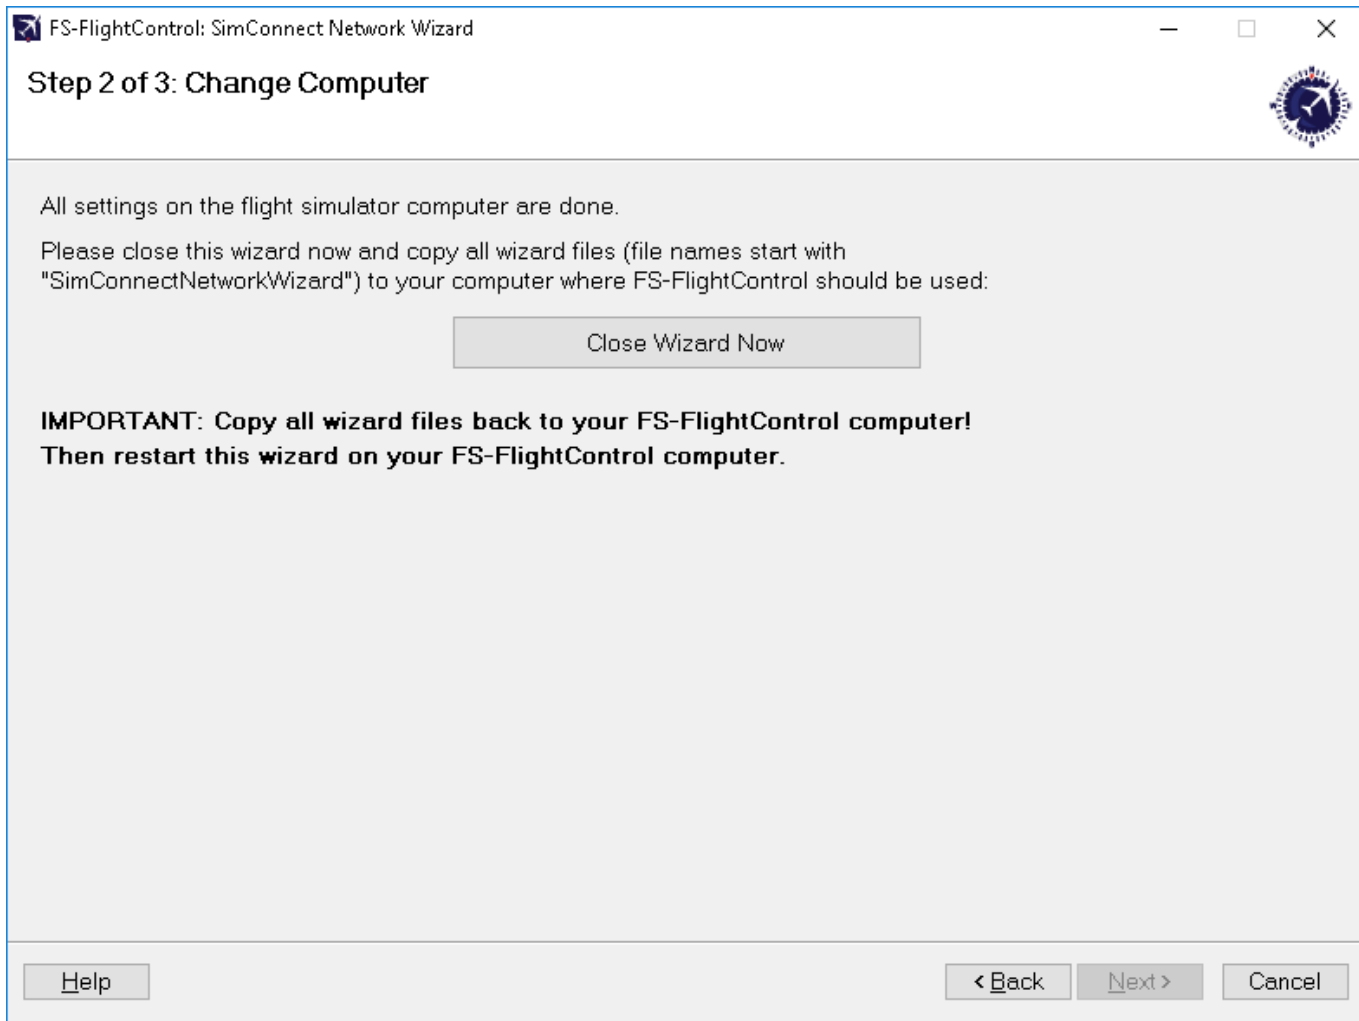 FS-FlightControl: SimConnect Network Wizard
Step 2 of 3: Change Computer
All settings on the flight simulator computer are done.
Please close this wizard now and copy all wizard files (file names start with
"SimConnectNetworkWizard") to your computer where FS-FlightControl should be used:
Close Wizard Now
IMPORTANT: Copy all wizard files back to your FS-FlightControl computer!
Then restart this wizard on your FS-FlightControl computer.
Help
< Back
Next >
Cancel